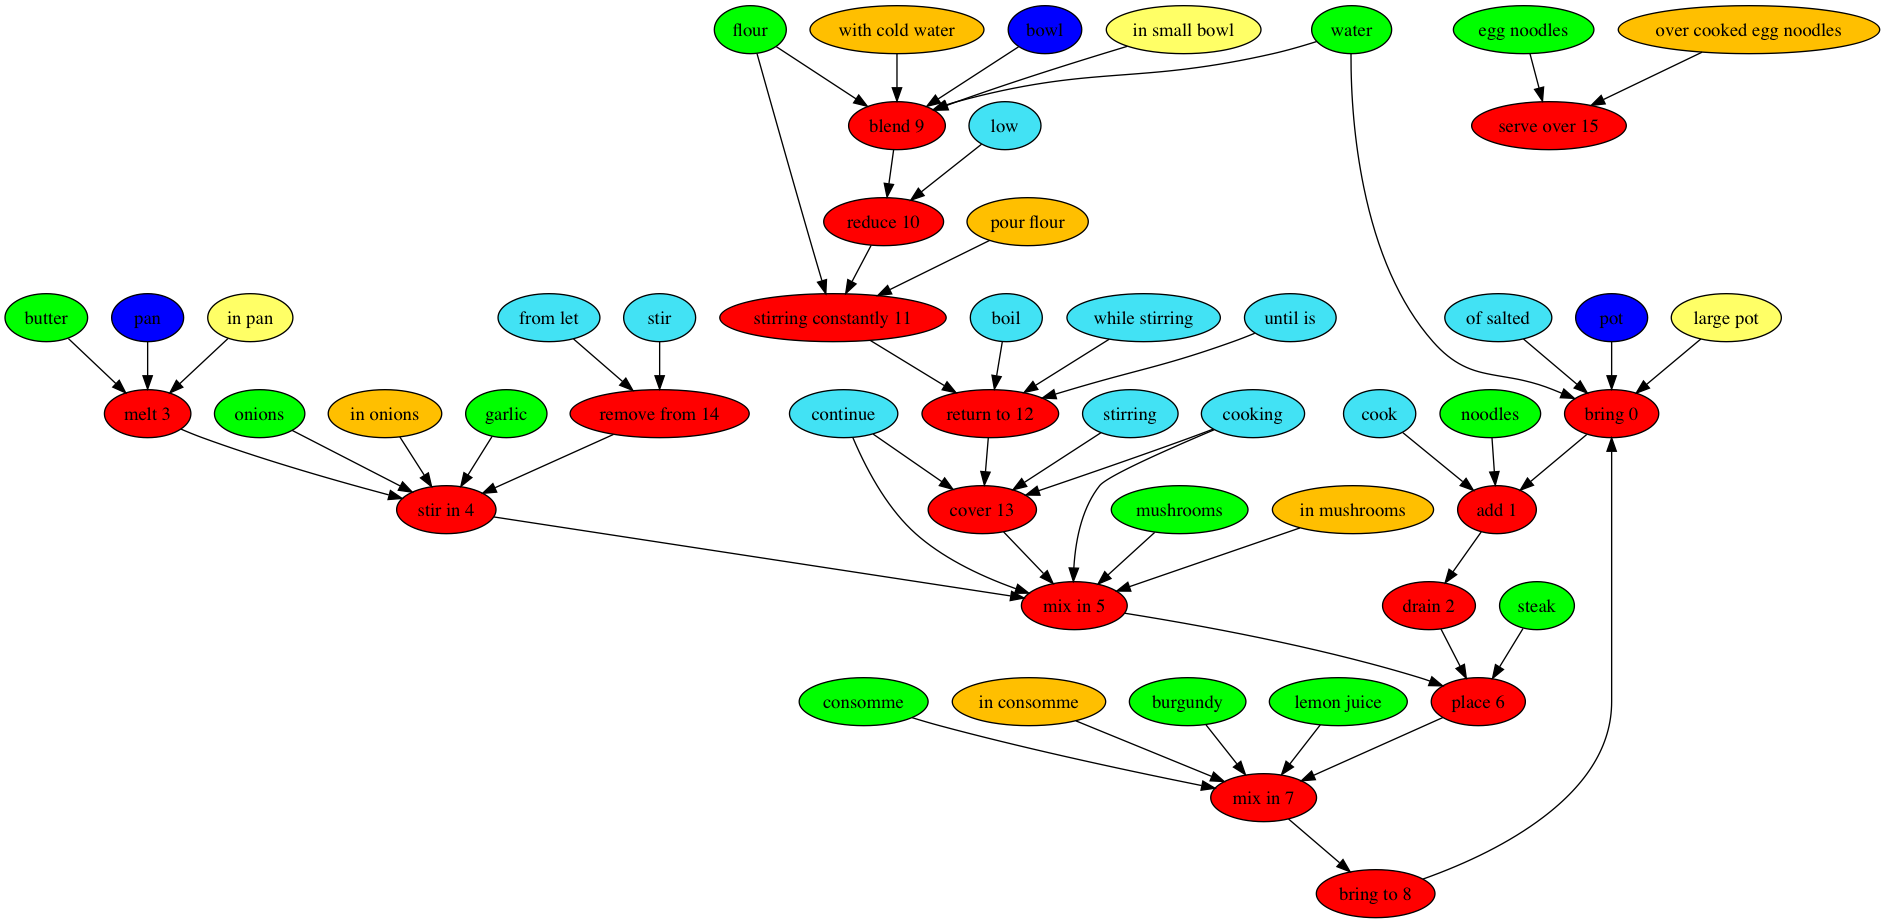 flour
with cold water
bowl
in small bowl
water
egg noodles
over cooked egg noodles
blend 9
low
serve over 15
reduce 10
pour flour
butter
pan
in pan
from let
stir
stirring constantly 11
boil
while stirring
until is
of salted
pot
large pot
melt 3
onions
in onions
garlic
remove from 14
continue
return to 12
stirring
cooking
cook
noodles
bring 0
stir in 4
cover 13
mushrooms
in mushrooms
add 1
mix in 5
drain 2
steak
consomme
in consomme
burgundy
lemon juice
place 6
mix in 7
bring to 8